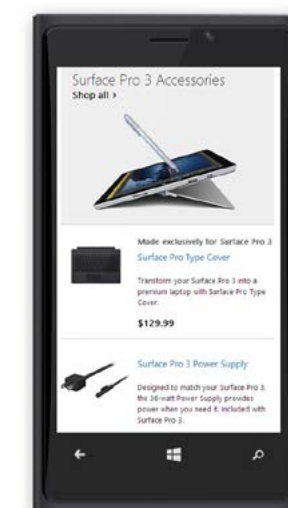 Surface Pro 3 Accessories
Shop all >
Made exclusively for Surface Pro 3
Surface Pro Type Cover
Transform your Surface Pro 3 into a
premium laptop with Surface Pro Type
Cover.
$129.99
Surface Pro 3 Power Supply
Designed to match your Surface Pro 3,
the 36-watt Power Supply provides
power when you need it. Included with
Surface Pro 3.